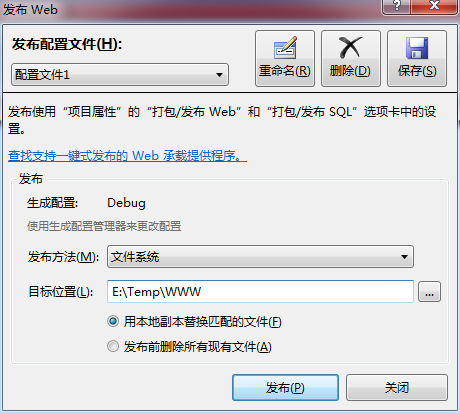 发布 Web
发布配置文件(H):
配置文件1
重命名(R)
删除(D)
保存(S)
发布使用“项目属性”的“打包/发布 Web”和“打包/发布 SQL”选项卡中的设
置。
查找支持一键式发布的 Web 承载提供程序。
发布
生成配置: Debug
使用生成配置管理器来更改配置
发布方法(M): 文件系统
目标位置(L): E:\Temp\WWW
...
用本地副本替换匹配的文件(F)
发布前删除所有现有文件(A)
发布(P)
关闭